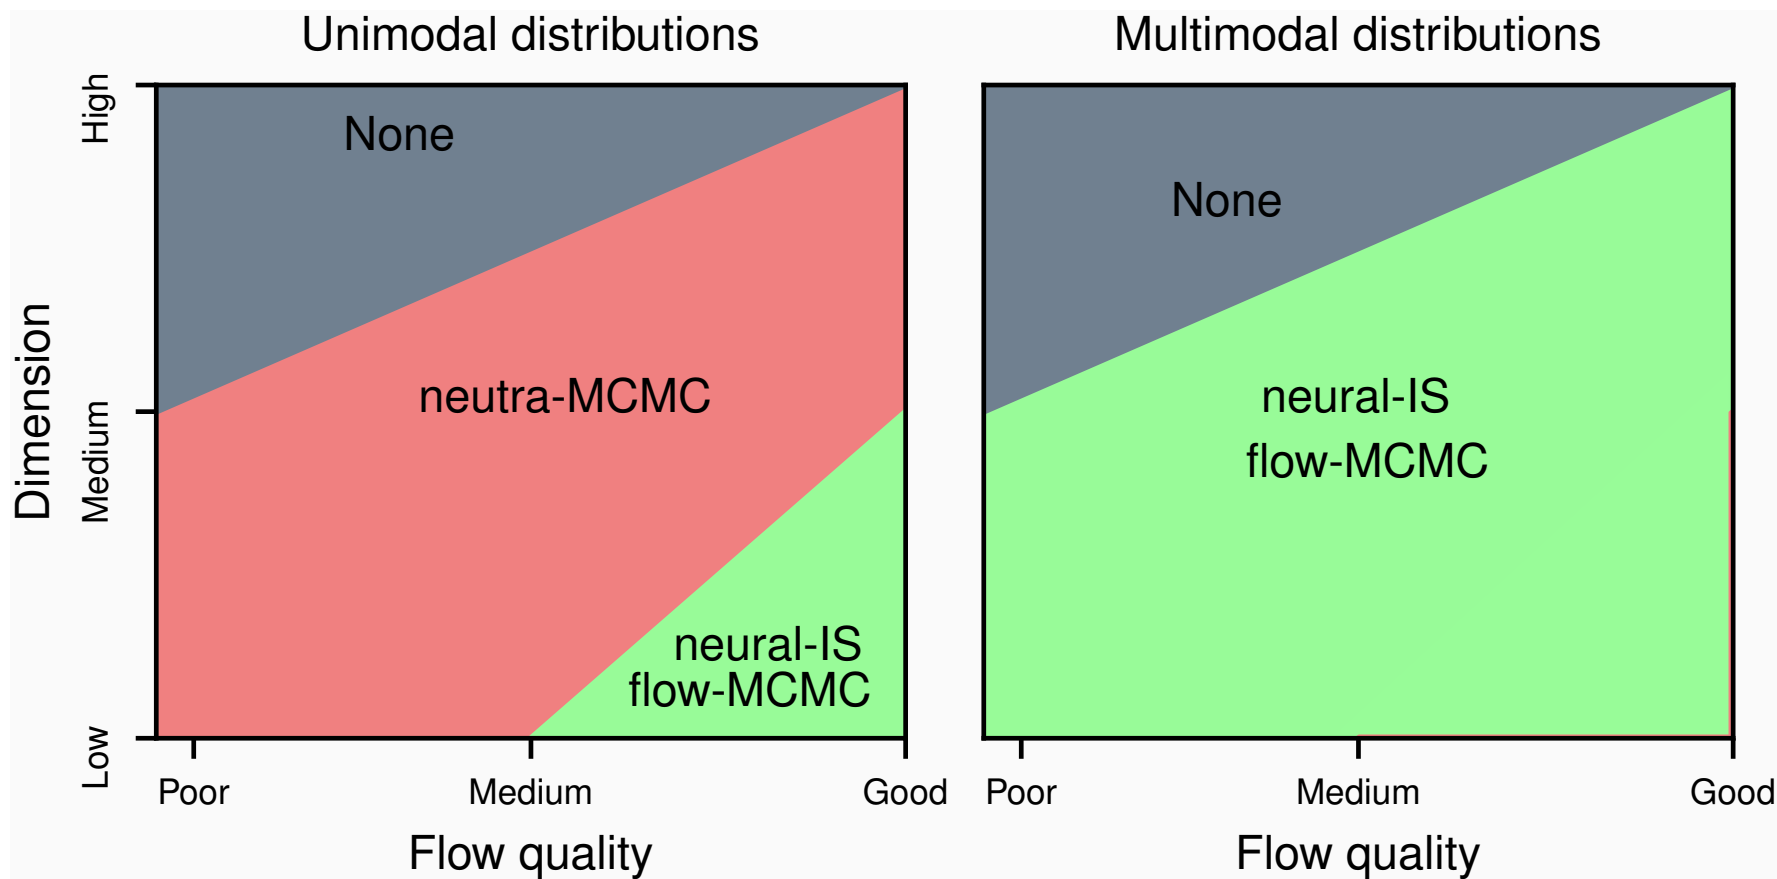 Unimodal distributions
Multimodal distributions
High
Medium
Low
Dimension
None
neutra-MCMC
neural-IS
flow-MCMC
Poor
Medium
Good
Flow quality
None
neural-IS
flow-MCMC
Poor
Medium
Good
Flow quality